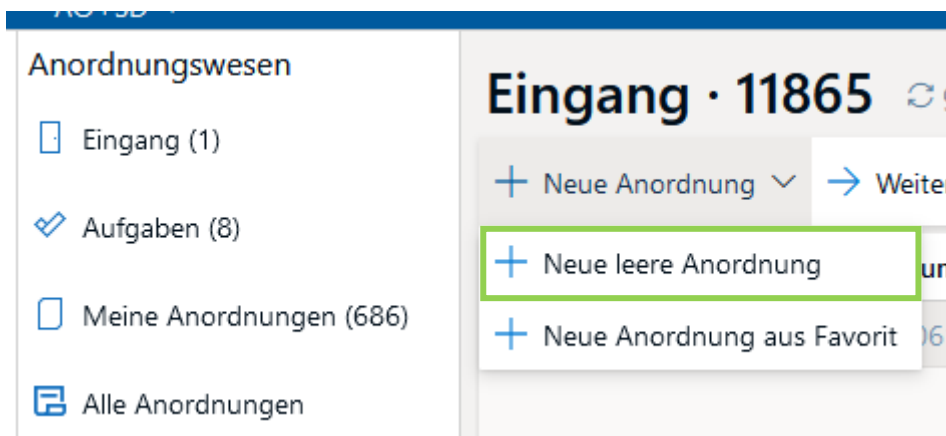 Anordnungswesen
Eingang (1)
Aufgaben (8)
Meine Anordnungen (686)
Alle Anordnungen
Eingang · 11865
Neue Anordnung
Neue leere Anordnung
Neue Anordnung aus Favorit